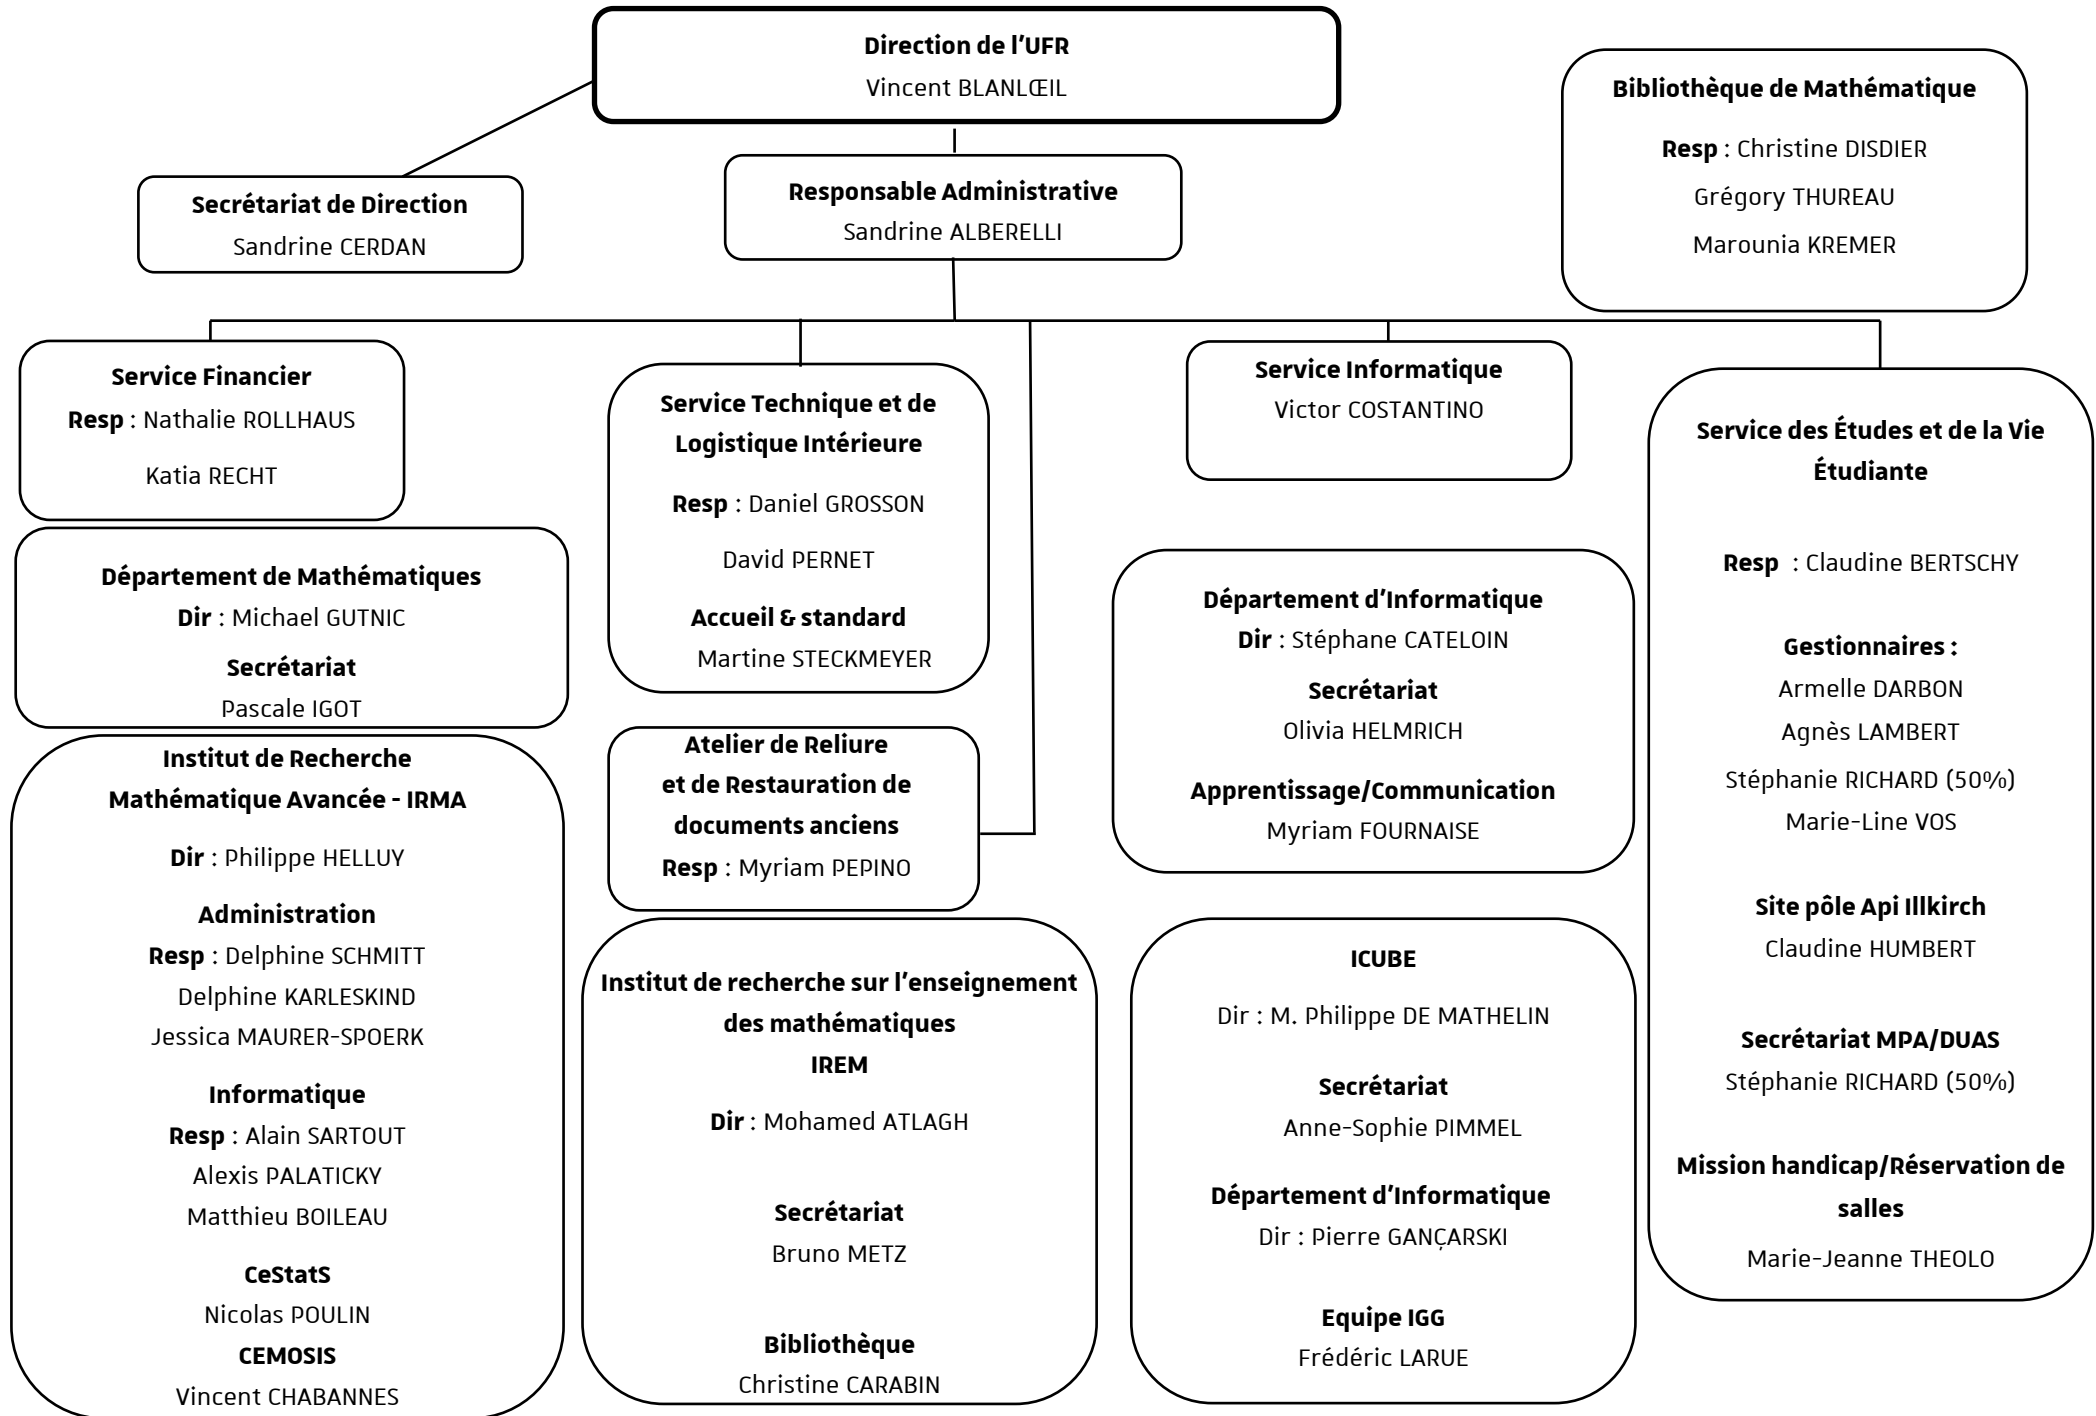 Direction de l'UFR
Vincent BLANLŒIL
Bibliothèque de Mathématique
Resp : Christine DISDIER
Grégory THUREAU
Marounia KREMER
Secrétariat de Direction
Sandrine CERDAN
Responsable Administrative
Sandrine ALBERELLI
Service Financier
Resp : Nathalie ROLLHAUS
Katia RECHT
Service Technique et de
Logistique Intérieure
Resp : Daniel GROSSON
David PERNET
Accueil & standard
Martine STECKMEYER
Service Informatique
Victor COSTANTINO
Service des Études et de la Vie
Étudiante
Resp : Claudine BERTSCHY
Gestionnaires :
Armelle DARBON
Agnès LAMBERT
Stéphanie RICHARD (50%)
Marie-Line VOS
Site pôle Api Illkirch
Claudine HUMBERT
Secrétariat MPA/DUAS
Stéphanie RICHARD (50%)
Mission handicap/Réservation de
salles
Marie-Jeanne THEOLO
Département de Mathématiques
Dir : Michael GUTNIC
Secrétariat
Pascale IGOT
Département d'Informatique
Dir : Stéphane CATELOIN
Secrétariat
Olivia HELMRICH
Apprentissage/Communication
Myriam FOURNAISE
Atelier de Reliure
et de Restauration de
documents anciens
Resp : Myriam PEPINO
Institut de Recherche
Mathématique Avancée - IRMA
Dir : Philippe HELLUY
Administration
Resp : Delphine SCHMITT
Delphine KARLESKIND
Jessica MAURER-SPOERK
Informatique
Resp : Alain SARTOUT
Alexis PALATICKY
Matthieu BOILEAU
CeStatS
Nicolas POULIN
CEMOSIS
Vincent CHABANNES
Institut de recherche sur l'enseignement
des mathématiques
IREM
Dir : Mohamed ATLAGH
Secrétariat
Bruno METZ
Bibliothèque
Christine CARABIN
ICUBE
Dir : M. Philippe DE MATHELIN
Secrétariat
Anne-Sophie PIMMEL
Département d'Informatique
Dir : Pierre GANÇARSKI
Equipe IGG
Frédéric LARUE